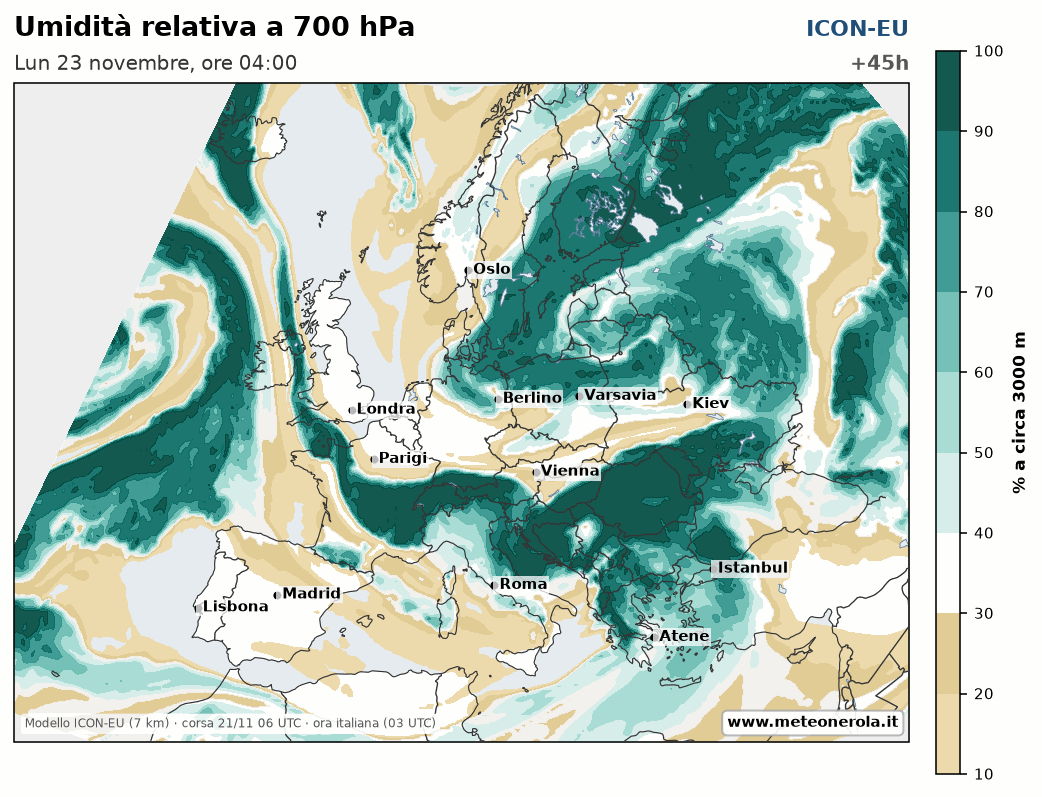 Umidità relativa a 700 hPa
ICON-EU
Lun 23 novembre, ore 04:00
+45h
100
90
80
70
60
50
40
30
20
10
% a circa 3000 m
Oslo
Londra
Berlino
Varsavia
Kiev
Parigi
Vienna
Roma
Istanbul
Madrid
Lisbona
Atene
Modello ICON-EU (7 km) · corsa 21/11 06 UTC · ora italiana (03 UTC)
www.meteonerola.it